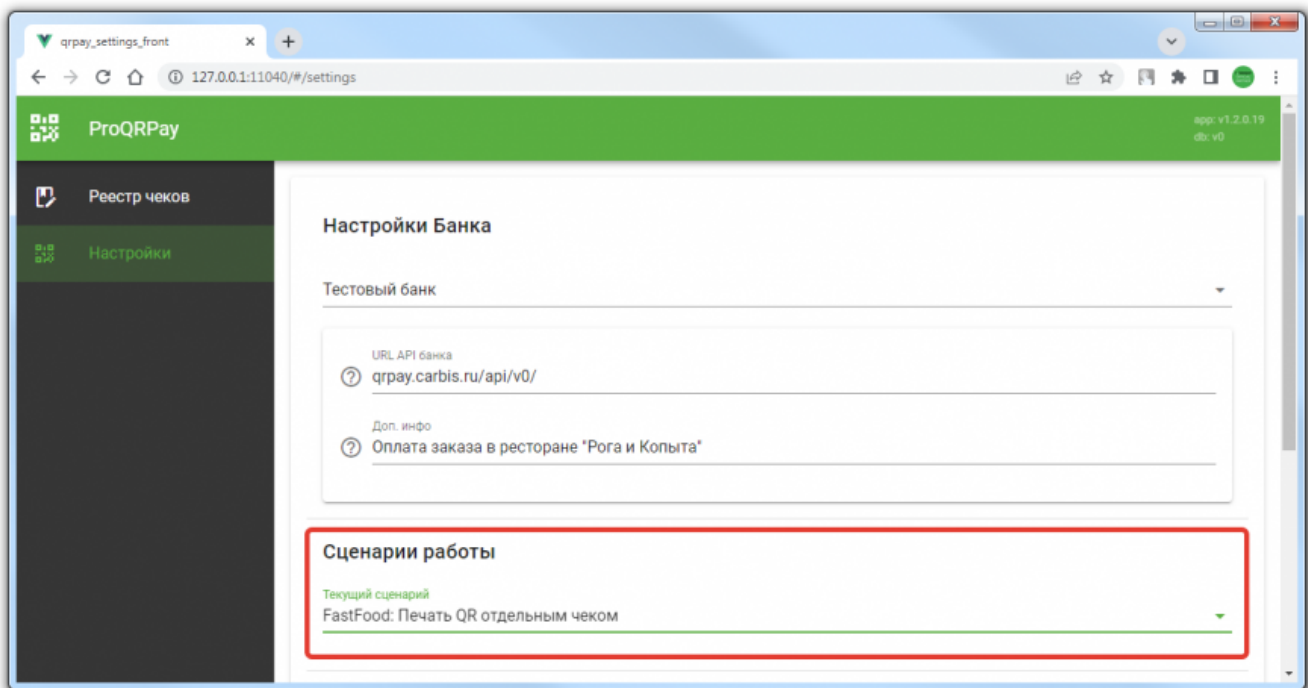 qrpay_settings_front
127.0.0.1:11040/#/settings
ProQRPay
app: v1.2.0.19
db: v0
Реестр чеков
Настройки
Настройки Банка
Тестовый банк
URL API банка
qrpay.carbis.ru/api/v0/
Доп. инфо
Оплата заказа в ресторане "Рога и Копыта"
Сценарии работы
Текущий сценарий
FastFood: Печать QR отдельным чеком